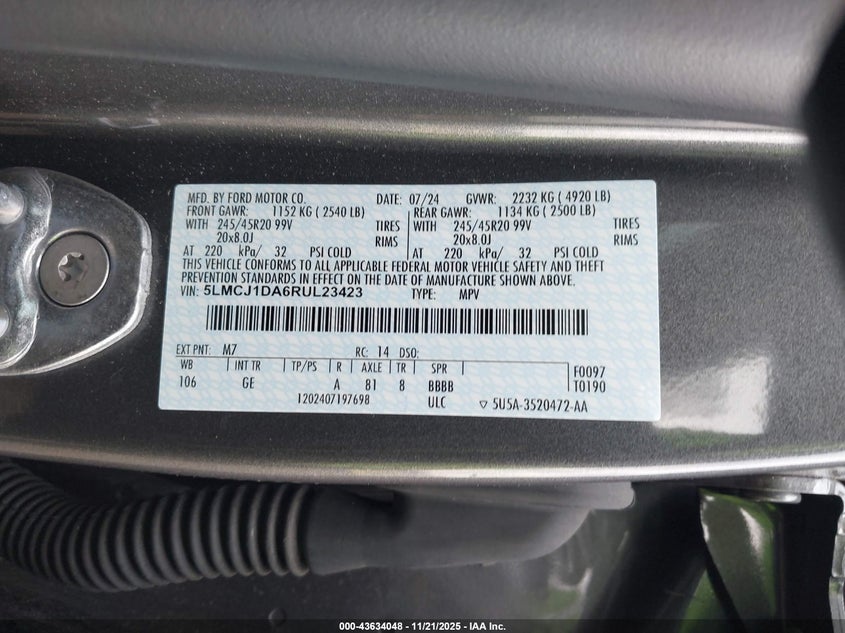 MFD. BY FORD MOTOR CO. DATE: 07/24 GVWR: 2232 KG ( 4920 LB)
FRONT GAWR: 1152 KG ( 2540 LB) REAR GAWR: 1134 KG ( 2500 LB)
WITH 245/45R20 99V TIRES WITH 245/45R20 99V TIRES
20x8.0J RIMS 20x8.0J RIMS
AT 220 kPa/ 32 PSI COLD AT 220 kPa/ 32 PSI COLD
THIS VEHICLE CONFORMS TO ALL APPLICABLE FEDERAL MOTOR VEHICLE SAFETY AND THEFT
PREVENTION STANDARDS IN EFFECT ON THE DATE OF MANUFACTURE SHOWN ABOVE.
VIN: 5LMCJ1DA6RUL23423 TYPE: MPV
EXT PNT: M7 RC: 14 DSO:
WB INT TR TP/PS R AXLE TR SPR F0097
106 GE A 81 8 BBBB T0190
1202407197698 ULC ▽ 5U5A-3520472-AA
000-43634048 - 11/21/2025 - IAA Inc.